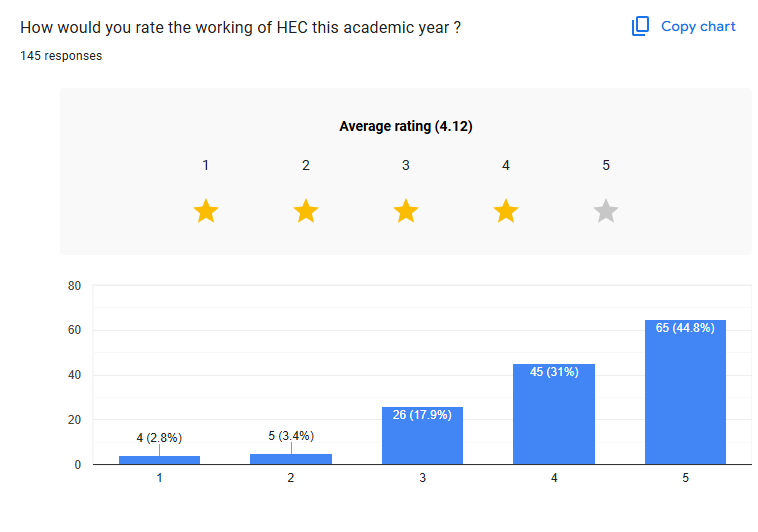 How would you rate the working of HEC this academic year ?
Copy chart
145 responses
Average rating (4.12)
1 2 3 4 5
80
60
40
20
0
4 (2.8%)
5 (3.4%)
26 (17.9%)
45 (31%)
65 (44.8%)
1 2 3 4 5